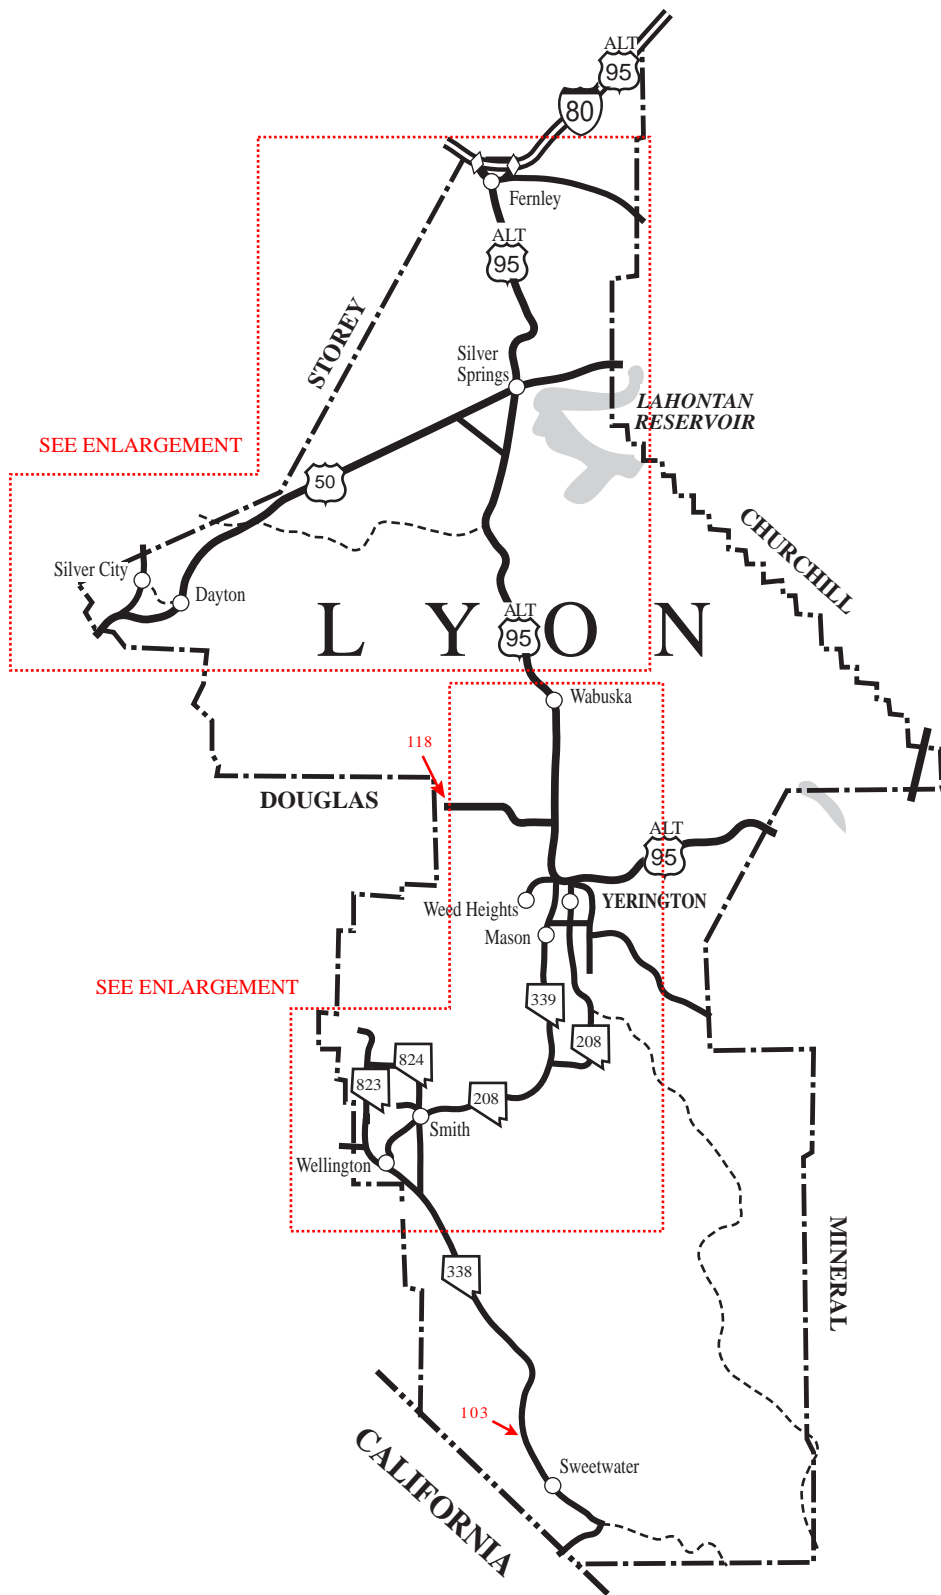 ALT
95
80
Fernley
ALT
95
STOREY
Silver
Springs
LAHONTAN
RESERVOIR
SEE ENLARGEMENT
50
CHURCHILL
Silver City
Dayton
LYON
ALT
95
Wabuska
118
DOUGLAS
ALT
95
Weed Heights
YERINGTON
Mason
SEE ENLARGEMENT
339
208
824
823
208
Smith
Wellington
MINERAL
338
103
CALIFORNIA
Sweetwater